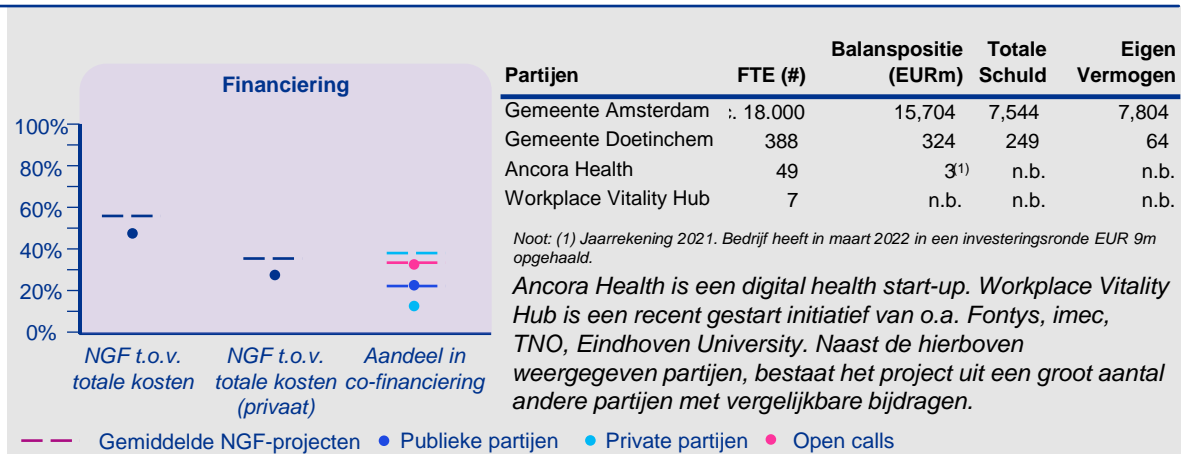 Financiering
100%
80%
60%
40%
20%
0%
NGF t.o.v. totale kosten
NGF t.o.v. totale kosten (privaat)
Aandeel in co-financiering
Gemiddelde NGF-projecten Publieke partijen Private partijen Open calls
Partijen FTE (#) Balanspositie (EURm) Totale Schuld Eigen Vermogen
Gemeente Amsterdam c. 18.000 15,704 7,544 7,804
Gemeente Doetinchem 388 324 249 64
Ancora Health 49 3(1) n.b. n.b.
Workplace Vitality Hub 7 n.b. n.b. n.b.
Noot: (1) Jaarrekening 2021. Bedrijf heeft in maart 2022 in een investeringsronde EUR 9m
opgehaald.
Ancora Health is een digital health start-up. Workplace Vitality
Hub is een recent gestart initiatief van o.a. Fontys, imec,
TNO, Eindhoven University. Naast de hierboven
weergegeven partijen, bestaat het project uit een groot aantal
andere partijen met vergelijkbare bijdragen.